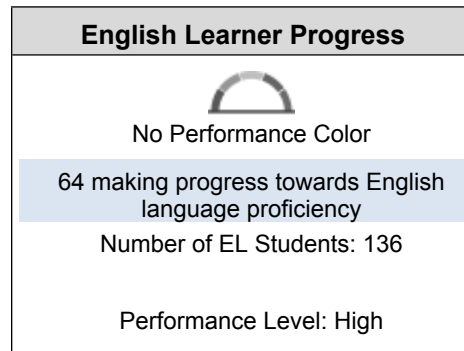 English Learner Progress
No Performance Color
64 making progress towards English
language proficiency
Number of EL Students: 136
Performance Level: High